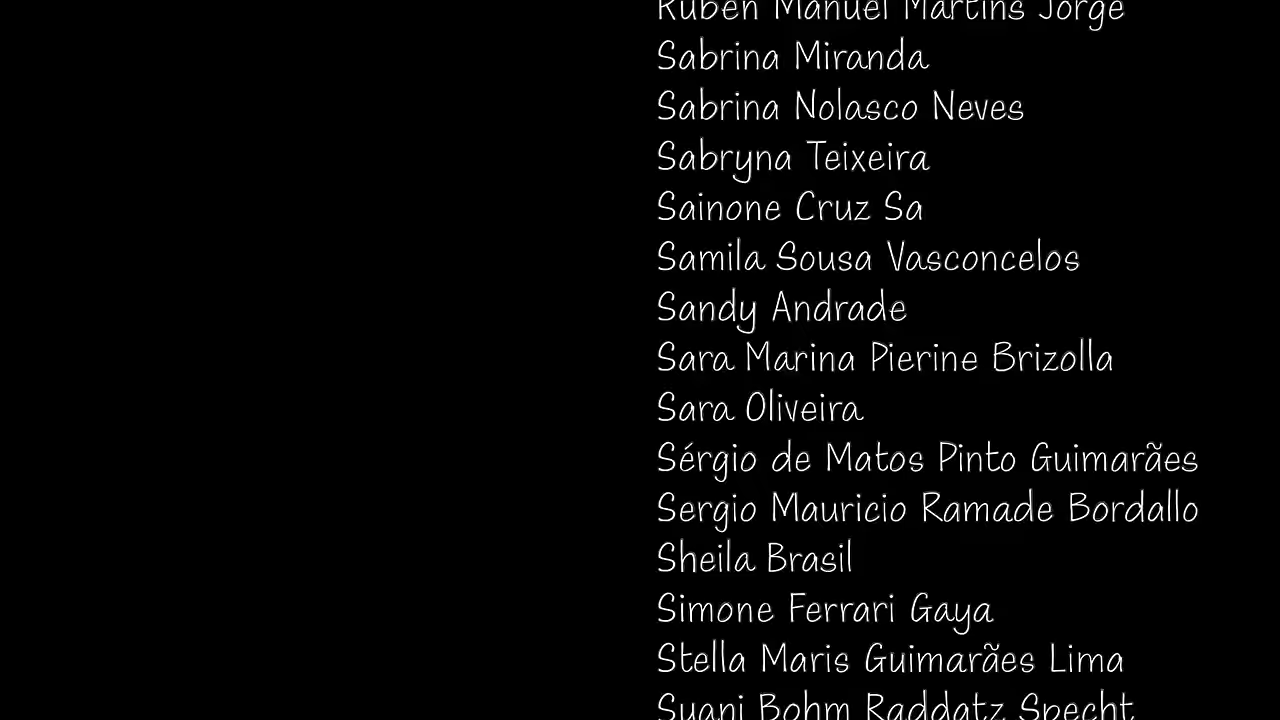 Ruben Manuel Martins Jorge
Sabrina Miranda
Sabrina Nolasco Neves
Sabryna Teixeira
Sainone Cruz Sa
Samila Sousa Vasconcelos
Sandy Andrade
Sara Marina Pierine Brizolla
Sara Oliveira
Sérgio de Matos Pinto Guimarães
Sergio Mauricio Ramade Bordallo
Sheila Brasil
Simone Ferrari Gaya
Stella Maris Guimarães Lima
Suani Bohm Raddatz Specht